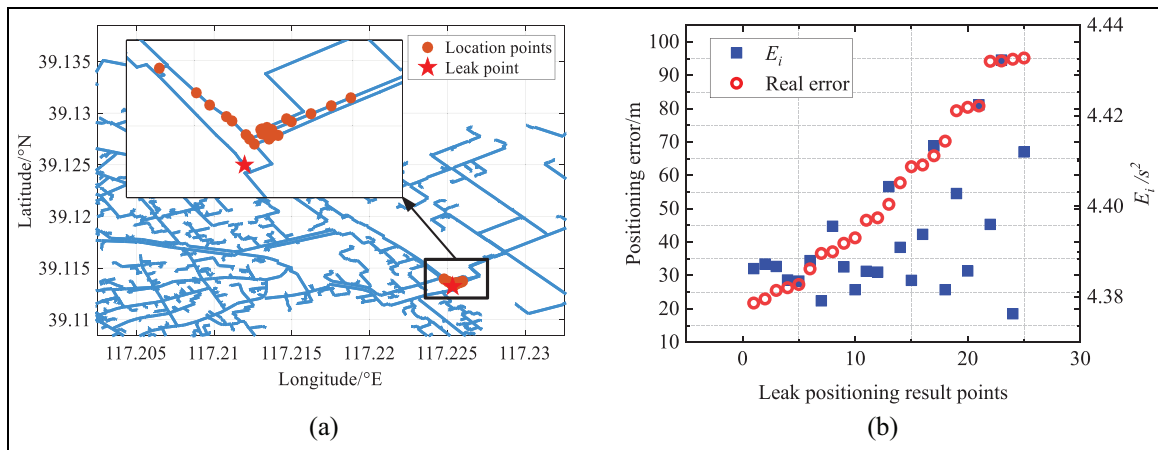 Location points
Leak point
39.135
39.13
39.125
39.12
39.115
39.11
Latitude/°N
117.205
117.21
117.215
117.22
117.225
117.23
Longitude/°E
(a)
E_i
Real error
100
90
80
70
60
50
40
30
20
10
Positioning error/m
4.44
4.42
4.40
4.38
E_i /s²
0
10
20
30
Leak positioning result points
(b)